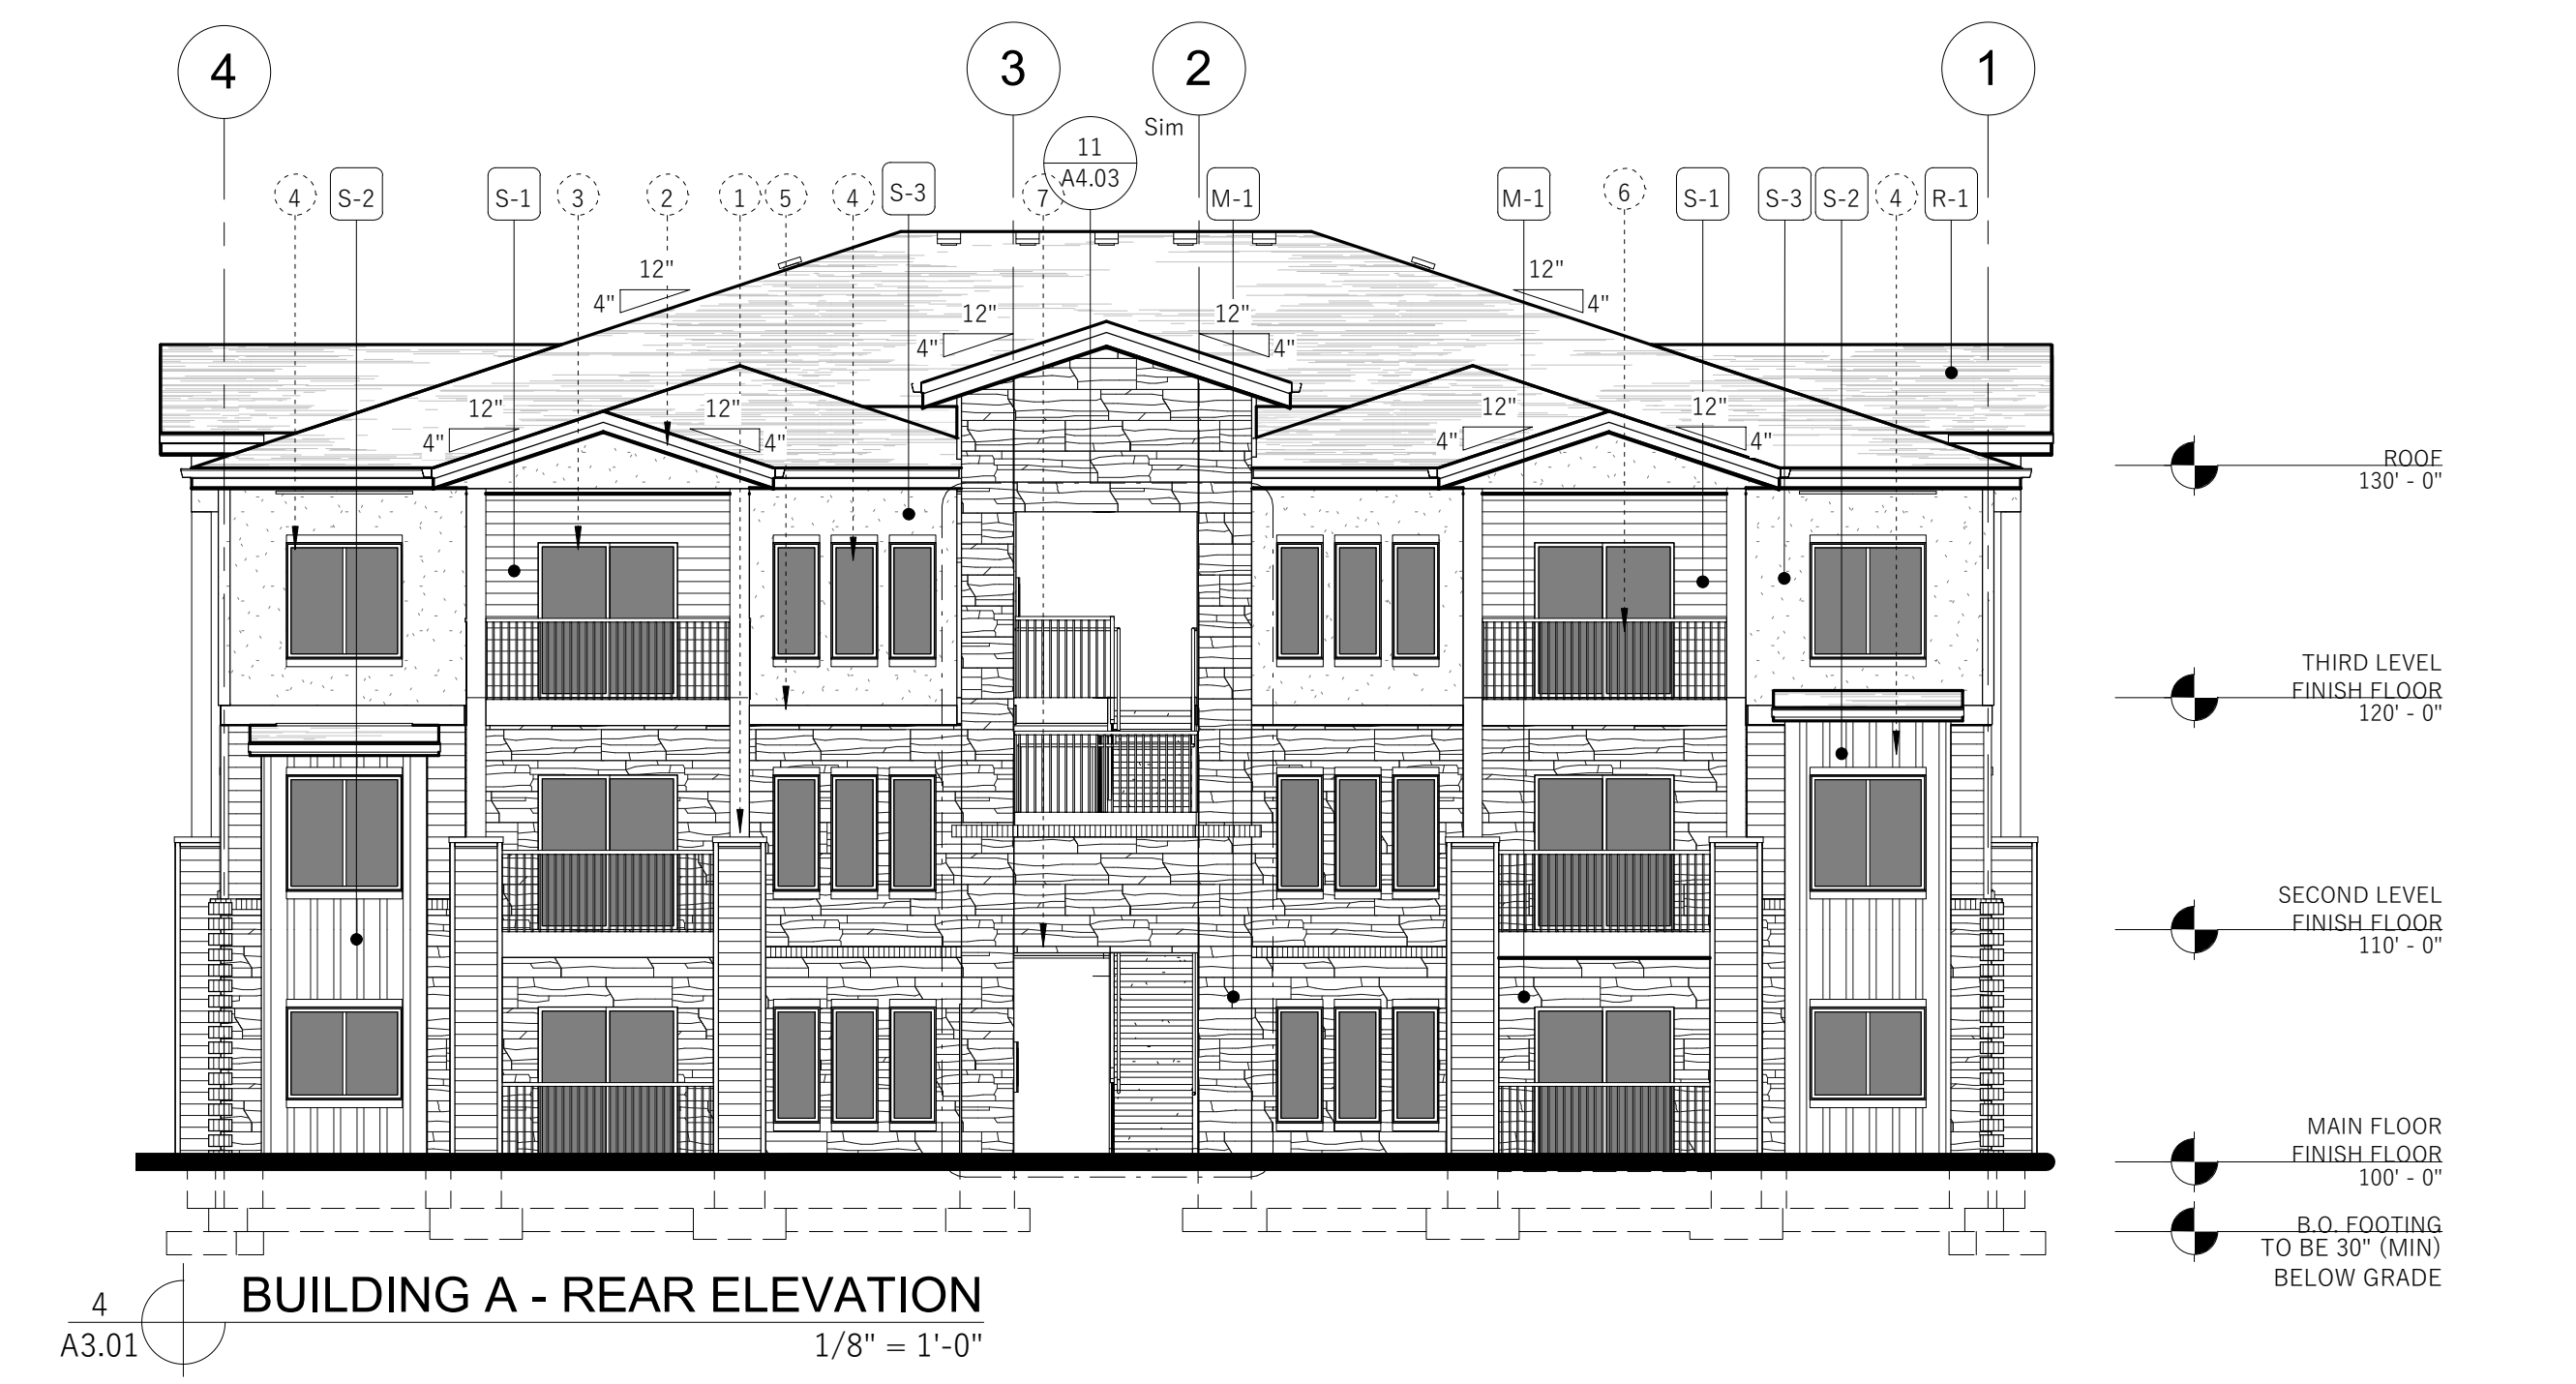 4
3
2
1
Sim
11
A4.03
4
S-2
S-1
3
2
1
5
4
S-3
7
M-1
M-1
6
S-1
S-3
S-2
4
R-1
12"
4"
12"
4"
12"
4"
12"
4"
12"
4"
12"
4"
12"
4"
12"
4"
ROOF
130' - 0"
THIRD LEVEL
FINISH FLOOR
120' - 0"
SECOND LEVEL
FINISH FLOOR
110' - 0"
MAIN FLOOR
FINISH FLOOR
100' - 0"
B.O. FOOTING
TO BE 30" (MIN)
BELOW GRADE
4
A3.01
BUILDING A - REAR ELEVATION
1/8" = 1'-0"